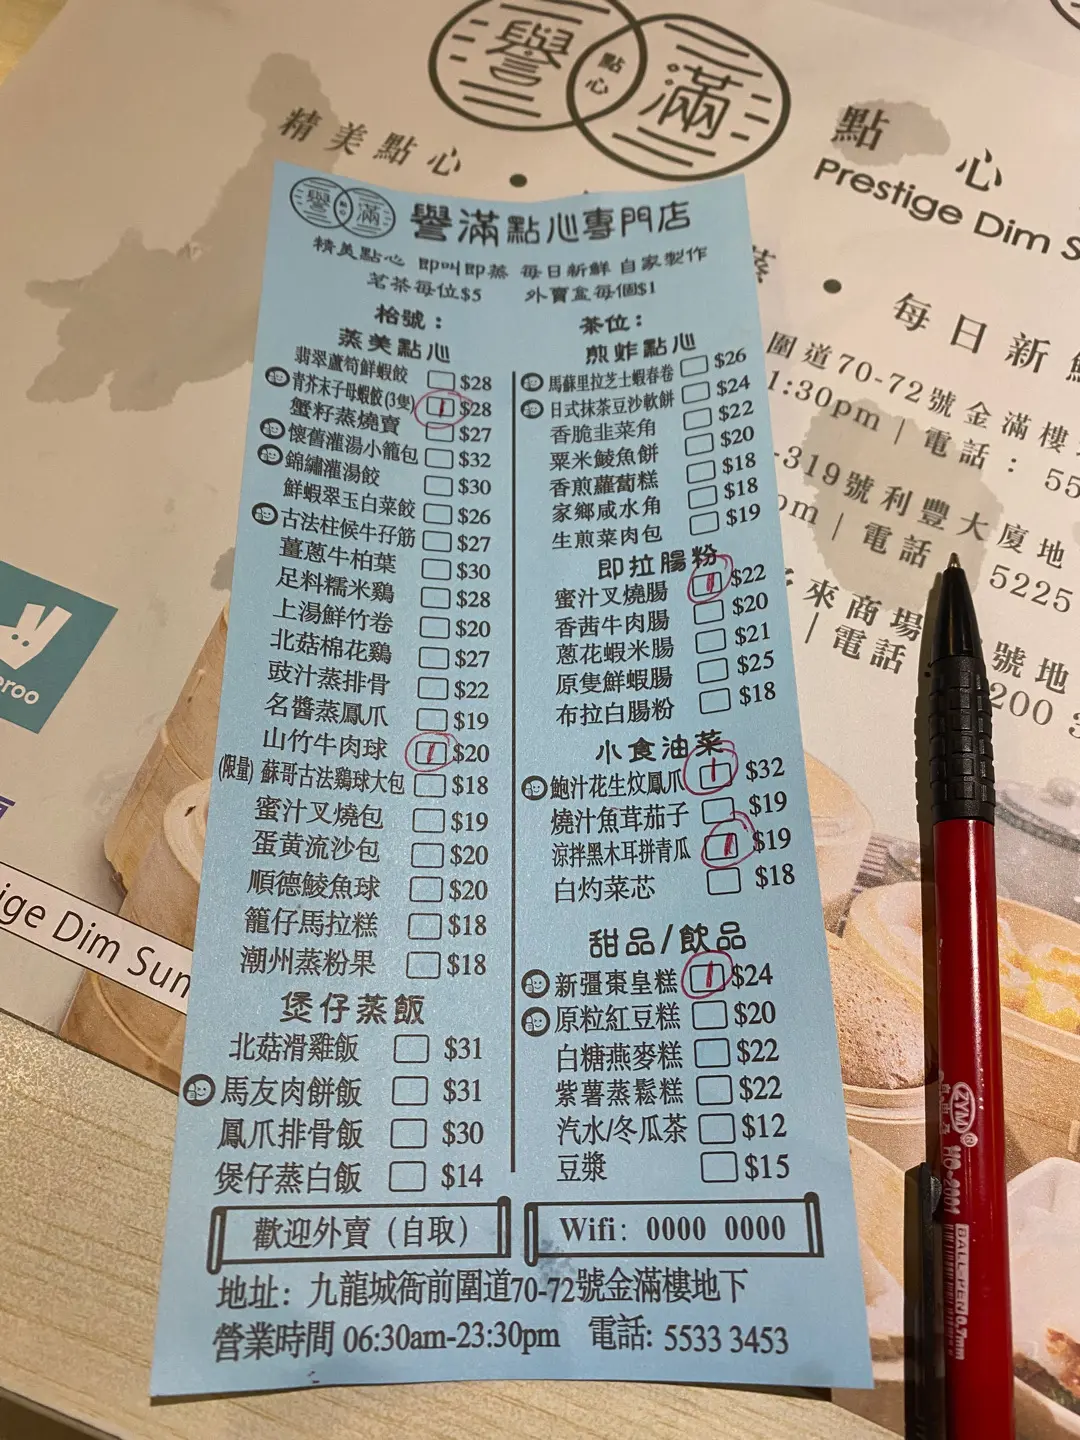 譽 點心 滿
點心
精美點心 •
Prestige Dim S
蒸 • 每日新鮮
圍道70-72號金滿樓
1:30pm | 電話: 55
-319號利豐大廈地
pm | 電話 5225
來商場 號地
| 電話 200 3
eroo
ige Dim Sun
譽 點心 滿 譽滿點心專門店
精美點心 即叫即蒸 每日新鮮 自家製作
茗茶每位$5 外賣盒每個$1
枱號：
蒸美點心
翡翠蘆筍鮮蝦餃 $28
青芥末子母蝦餃(3隻) 1 $28
蟹籽蒸燒賣 $27
懷舊灌湯小籠包 $32
錦繡灌湯餃 $30
鮮蝦翠玉白菜餃 $26
古法柱候牛孖筋 $27
薑蔥牛柏葉 $30
足料糯米鷄 $28
上湯鮮竹卷 $20
北菇棉花鷄 $27
豉汁蒸排骨 $22
名醬蒸鳳爪 $19
山竹牛肉球 1 $20
(限量) 蘇哥古法鷄球大包 $18
蜜汁叉燒包 $19
蛋黃流沙包 $20
順德鯪魚球 $20
籠仔馬拉糕 $18
潮州蒸粉果 $18
煲仔蒸飯
北菇滑雞飯 $31
馬友肉餅飯 $31
鳳爪排骨飯 $30
煲仔蒸白飯 $14
茶位：
煎炸點心
馬蘇里拉芝士蝦春卷 $26
日式抹茶豆沙軟餅 $24
香脆韭菜角 $22
粟米鯪魚餅 $20
香煎蘿蔔糕 $18
家鄉咸水角 $18
生煎菜肉包 $19
即拉腸粉
蜜汁叉燒腸 1 $22
香茜牛肉腸 $20
蔥花蝦米腸 $21
原隻鮮蝦腸 $25
布拉白腸粉 $18
小食油菜
鮑汁花生炆鳳爪 1 $32
燒汁魚茸茄子 $19
涼拌黑木耳拼青瓜 1 $19
白灼菜芯 $18
甜品/飲品
新彊棗皇糕 1 $24
原粒紅豆糕 $20
白糖燕麥糕 $22
紫薯蒸鬆糕 $22
汽水/冬瓜茶 $12
豆漿 $15
歡迎外賣（自取）
Wifi: 0000 0000
地址：九龍城衙前圍道70-72號金滿樓地下
營業時間 06:30am-23:30pm 電話: 5533 3453
ZYM®
HO-2001
BALL-PEN 0.7mm